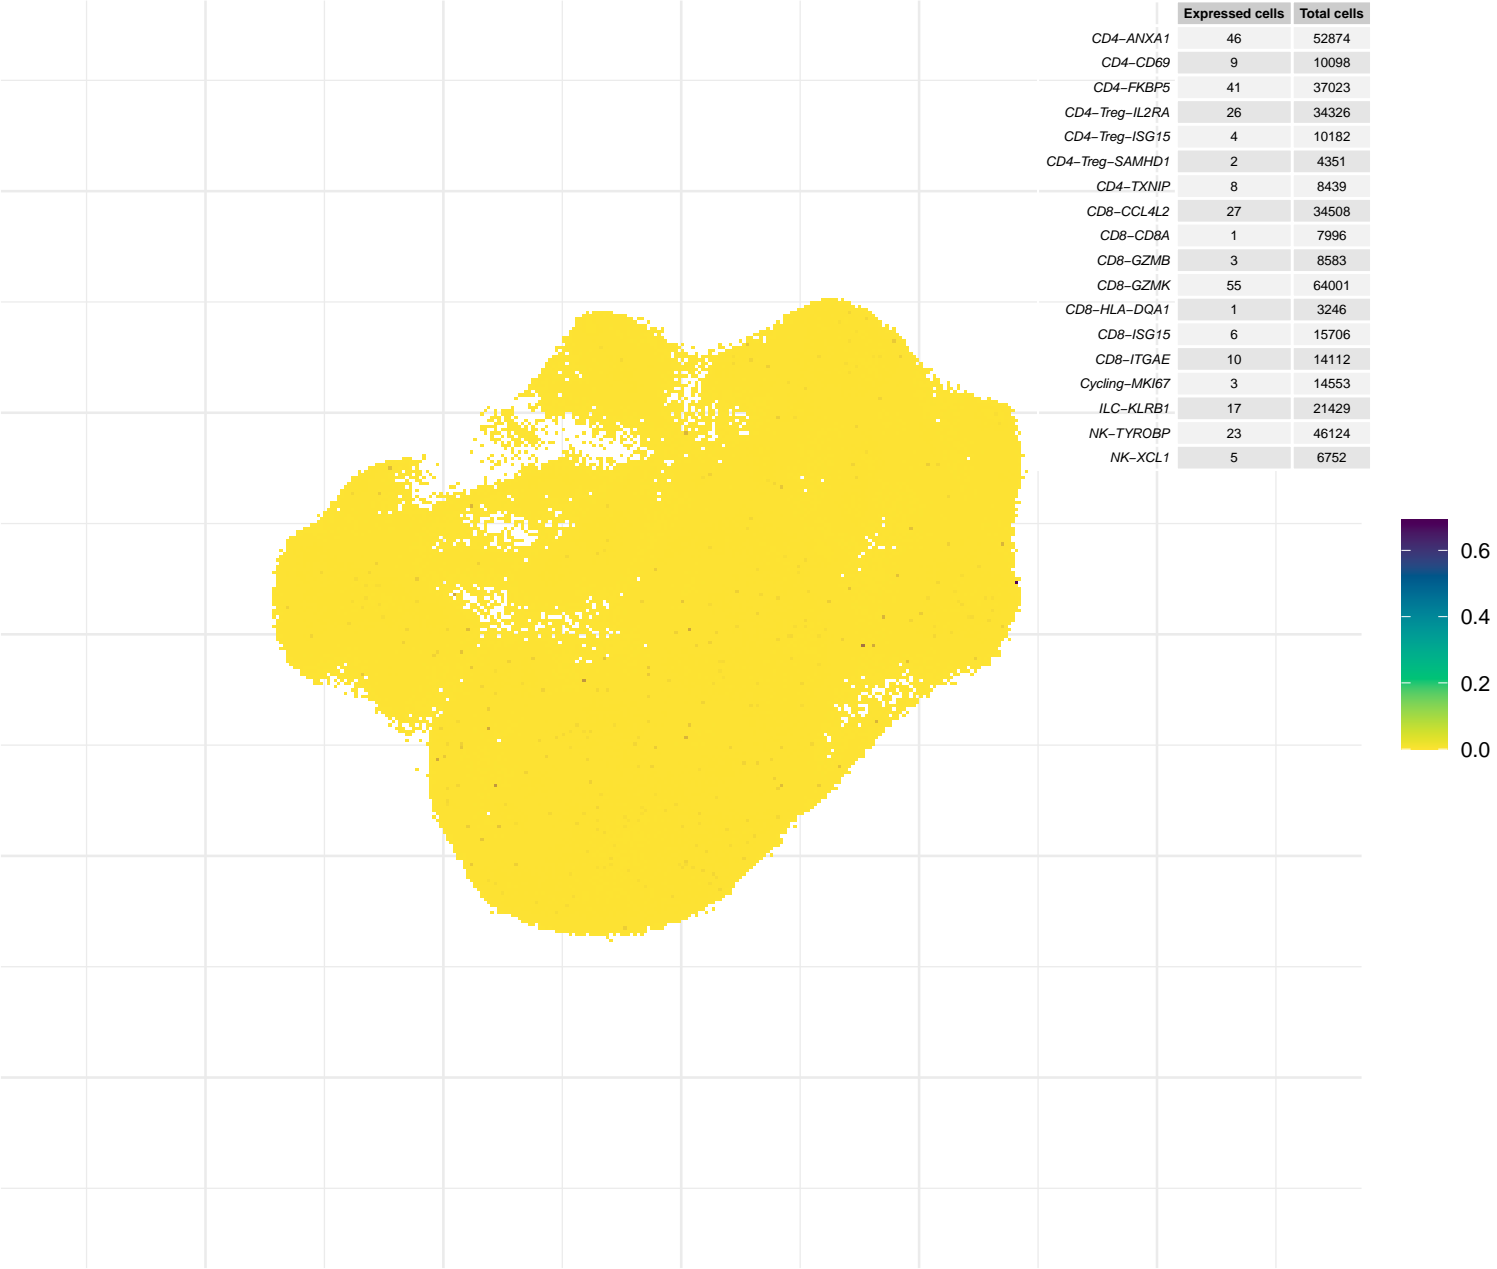 Expressed cells Total cells
CD4−ANXA1 46 52874
CD4−CD69 9 10098
CD4−FKBP5 41 37023
CD4−Treg−IL2RA 26 34326
CD4−Treg−ISG15 4 10182
CD4−Treg−SAMHD1 2 4351
CD4−TXNIP 8 8439
CD8−CCL4L2 27 34508
CD8−CD8A 1 7996
CD8−GZMB 3 8583
CD8−GZMK 55 64001
CD8−HLA−DQA1 1 3246
CD8−ISG15 6 15706
CD8−ITGAE 10 14112
Cycling−MKI67 3 14553
ILC−KLRB1 17 21429
NK−TYROBP 23 46124
NK−XCL1 5 6752
0.6
0.4
0.2
0.0